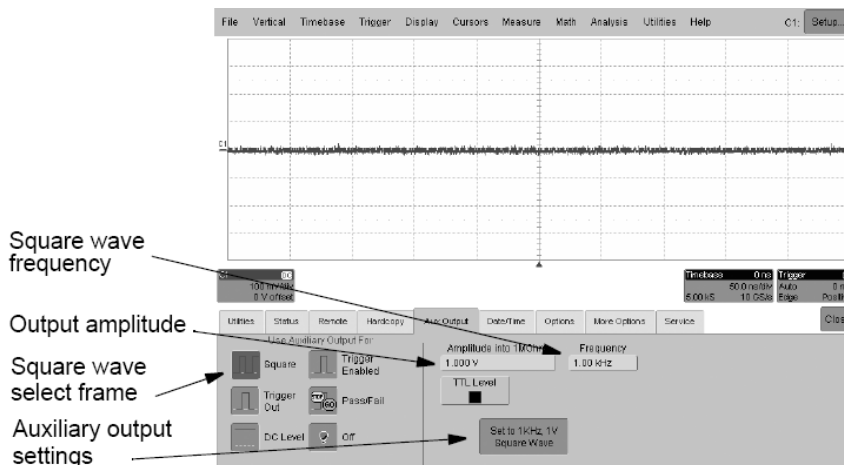 File Vertical Timebase Trigger Display Cursors Measure Math Analysis Utilities Help C1: Setup...
C1
Square wave
frequency
DC
100 mV/div
0 V offset
Timebase 0 ns Trigger
50.0 ns/div Auto
5.00 kS 10 GS/s Edge
Utilities Status Remote Hardcopy Aux Output Date/Time Options More Options Service
Output amplitude
Use Auxiliary Output For
Square
Trigger
Enabled
Trigger
Out
Pass/Fail
DC Level
Off
Amplitude into 1MOhm
1.000 V
Frequency
1.00 kHz
TTL Level
Set to 1KHz, 1V
Square Wave
Square wave
select frame
Auxiliary output
settings